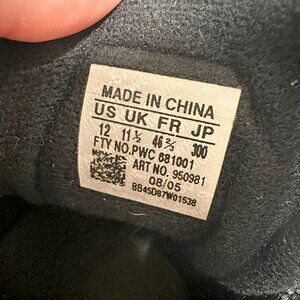 MADE IN CHINA
US UK FR JP
12 11½ 46⅔ 300
FTY NO.PWC 681001
ART NO. 950981
08/05
BB45D87W01538